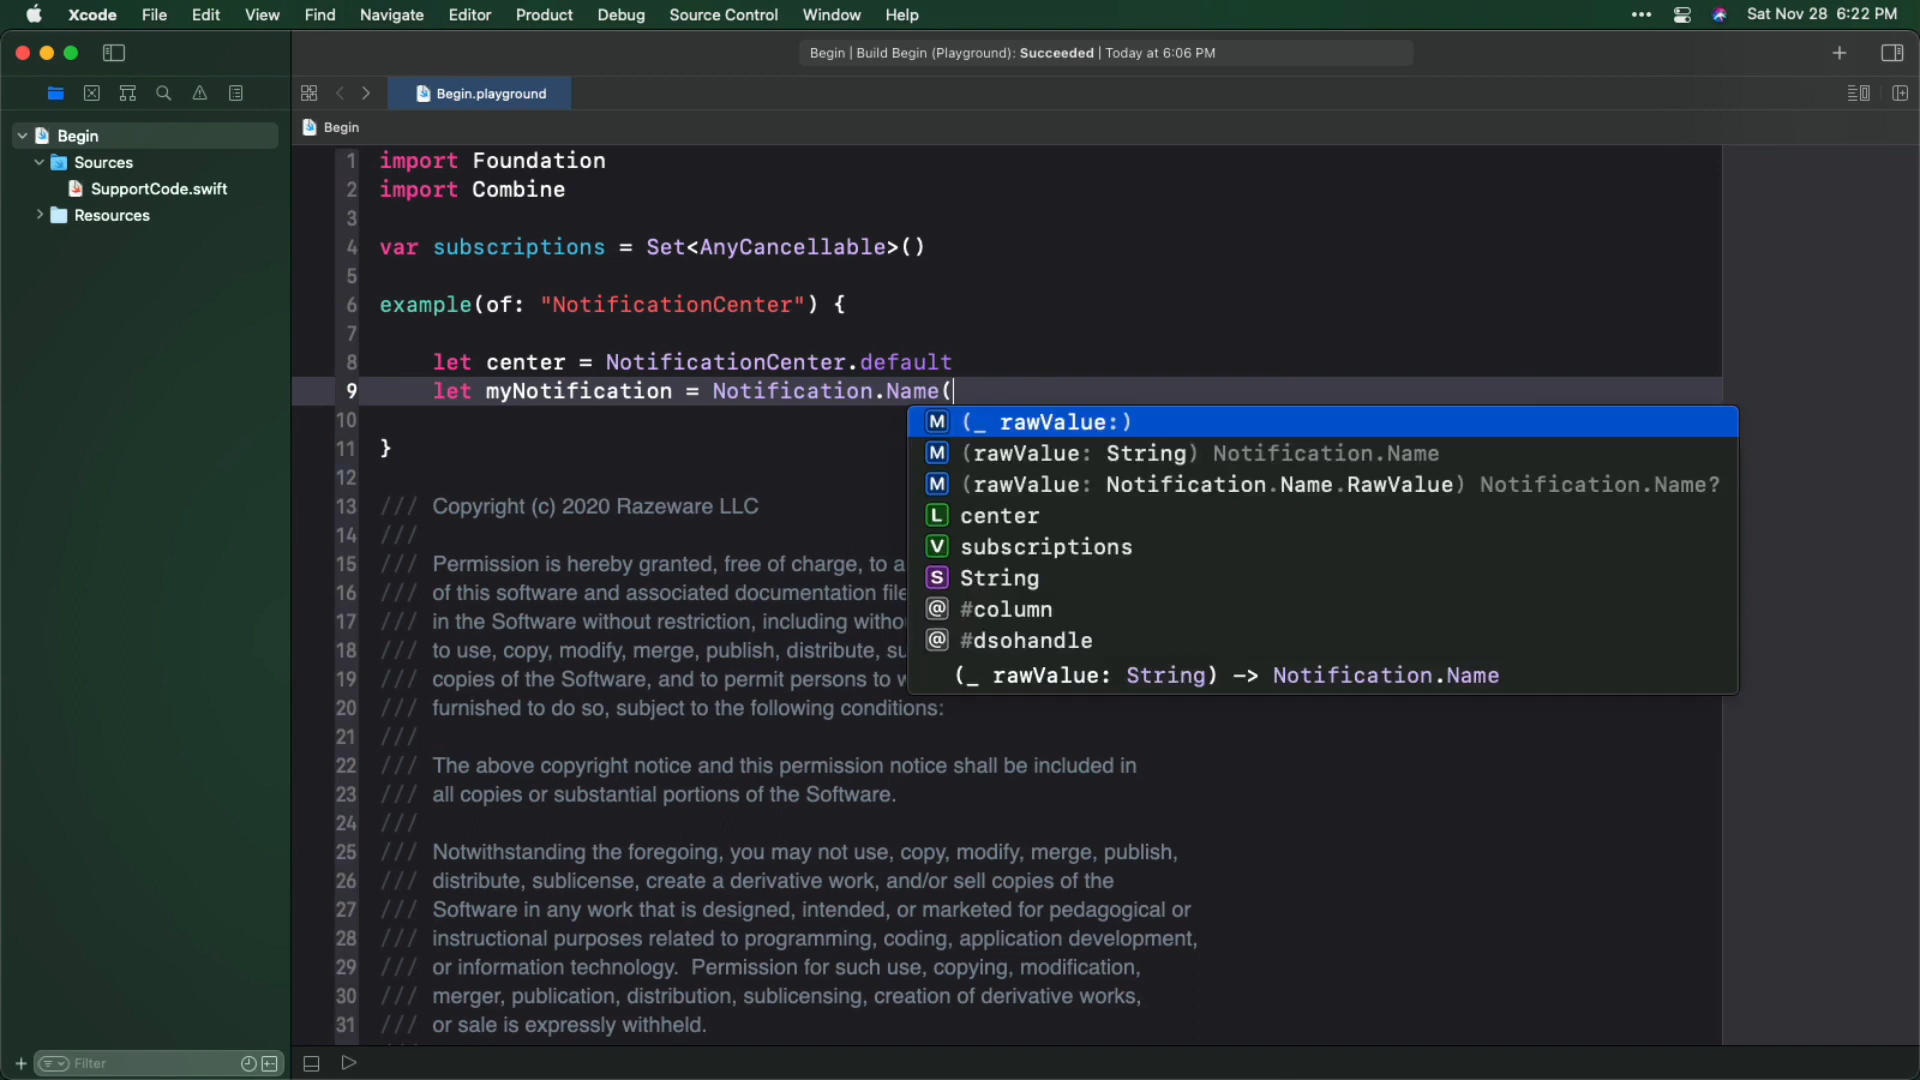 Xcode File Edit View Find Navigate Editor Product Debug Source Control Window Help Sat Nov 28 6:22 PM
Begin | Build Begin (Playground): Succeeded | Today at 6:06 PM
Begin.playground
Begin
Begin
Sources
SupportCode.swift
Resources
1 import Foundation
2 import Combine
3
4 var subscriptions = Set<AnyCancellable>()
5
6 example(of: "NotificationCenter") {
7
8 let center = NotificationCenter.default
9 let myNotification = Notification.Name(
10
11 }
12
13 /// Copyright (c) 2020 Razeware LLC
14 ///
15 /// Permission is hereby granted, free of charge, to a
16 /// of this software and associated documentation file
17 /// in the Software without restriction, including witho
18 /// to use, copy, modify, merge, publish, distribute, su
19 /// copies of the Software, and to permit persons to w
20 /// furnished to do so, subject to the following conditions:
21 ///
22 /// The above copyright notice and this permission notice shall be included in
23 /// all copies or substantial portions of the Software.
24 ///
25 /// Notwithstanding the foregoing, you may not use, copy, modify, merge, publish,
26 /// distribute, sublicense, create a derivative work, and/or sell copies of the
27 /// Software in any work that is designed, intended, or marketed for pedagogical or
28 /// instructional purposes related to programming, coding, application development,
29 /// or information technology. Permission for such use, copying, modification,
30 /// merger, publication, distribution, sublicensing, creation of derivative works,
31 /// or sale is expressly withheld.
M (_ rawValue:)
M (rawValue: String) Notification.Name
M (rawValue: Notification.Name.RawValue) Notification.Name?
L center
V subscriptions
S String
@ #column
@ #dsohandle
(_ rawValue: String) -> Notification.Name
Filter